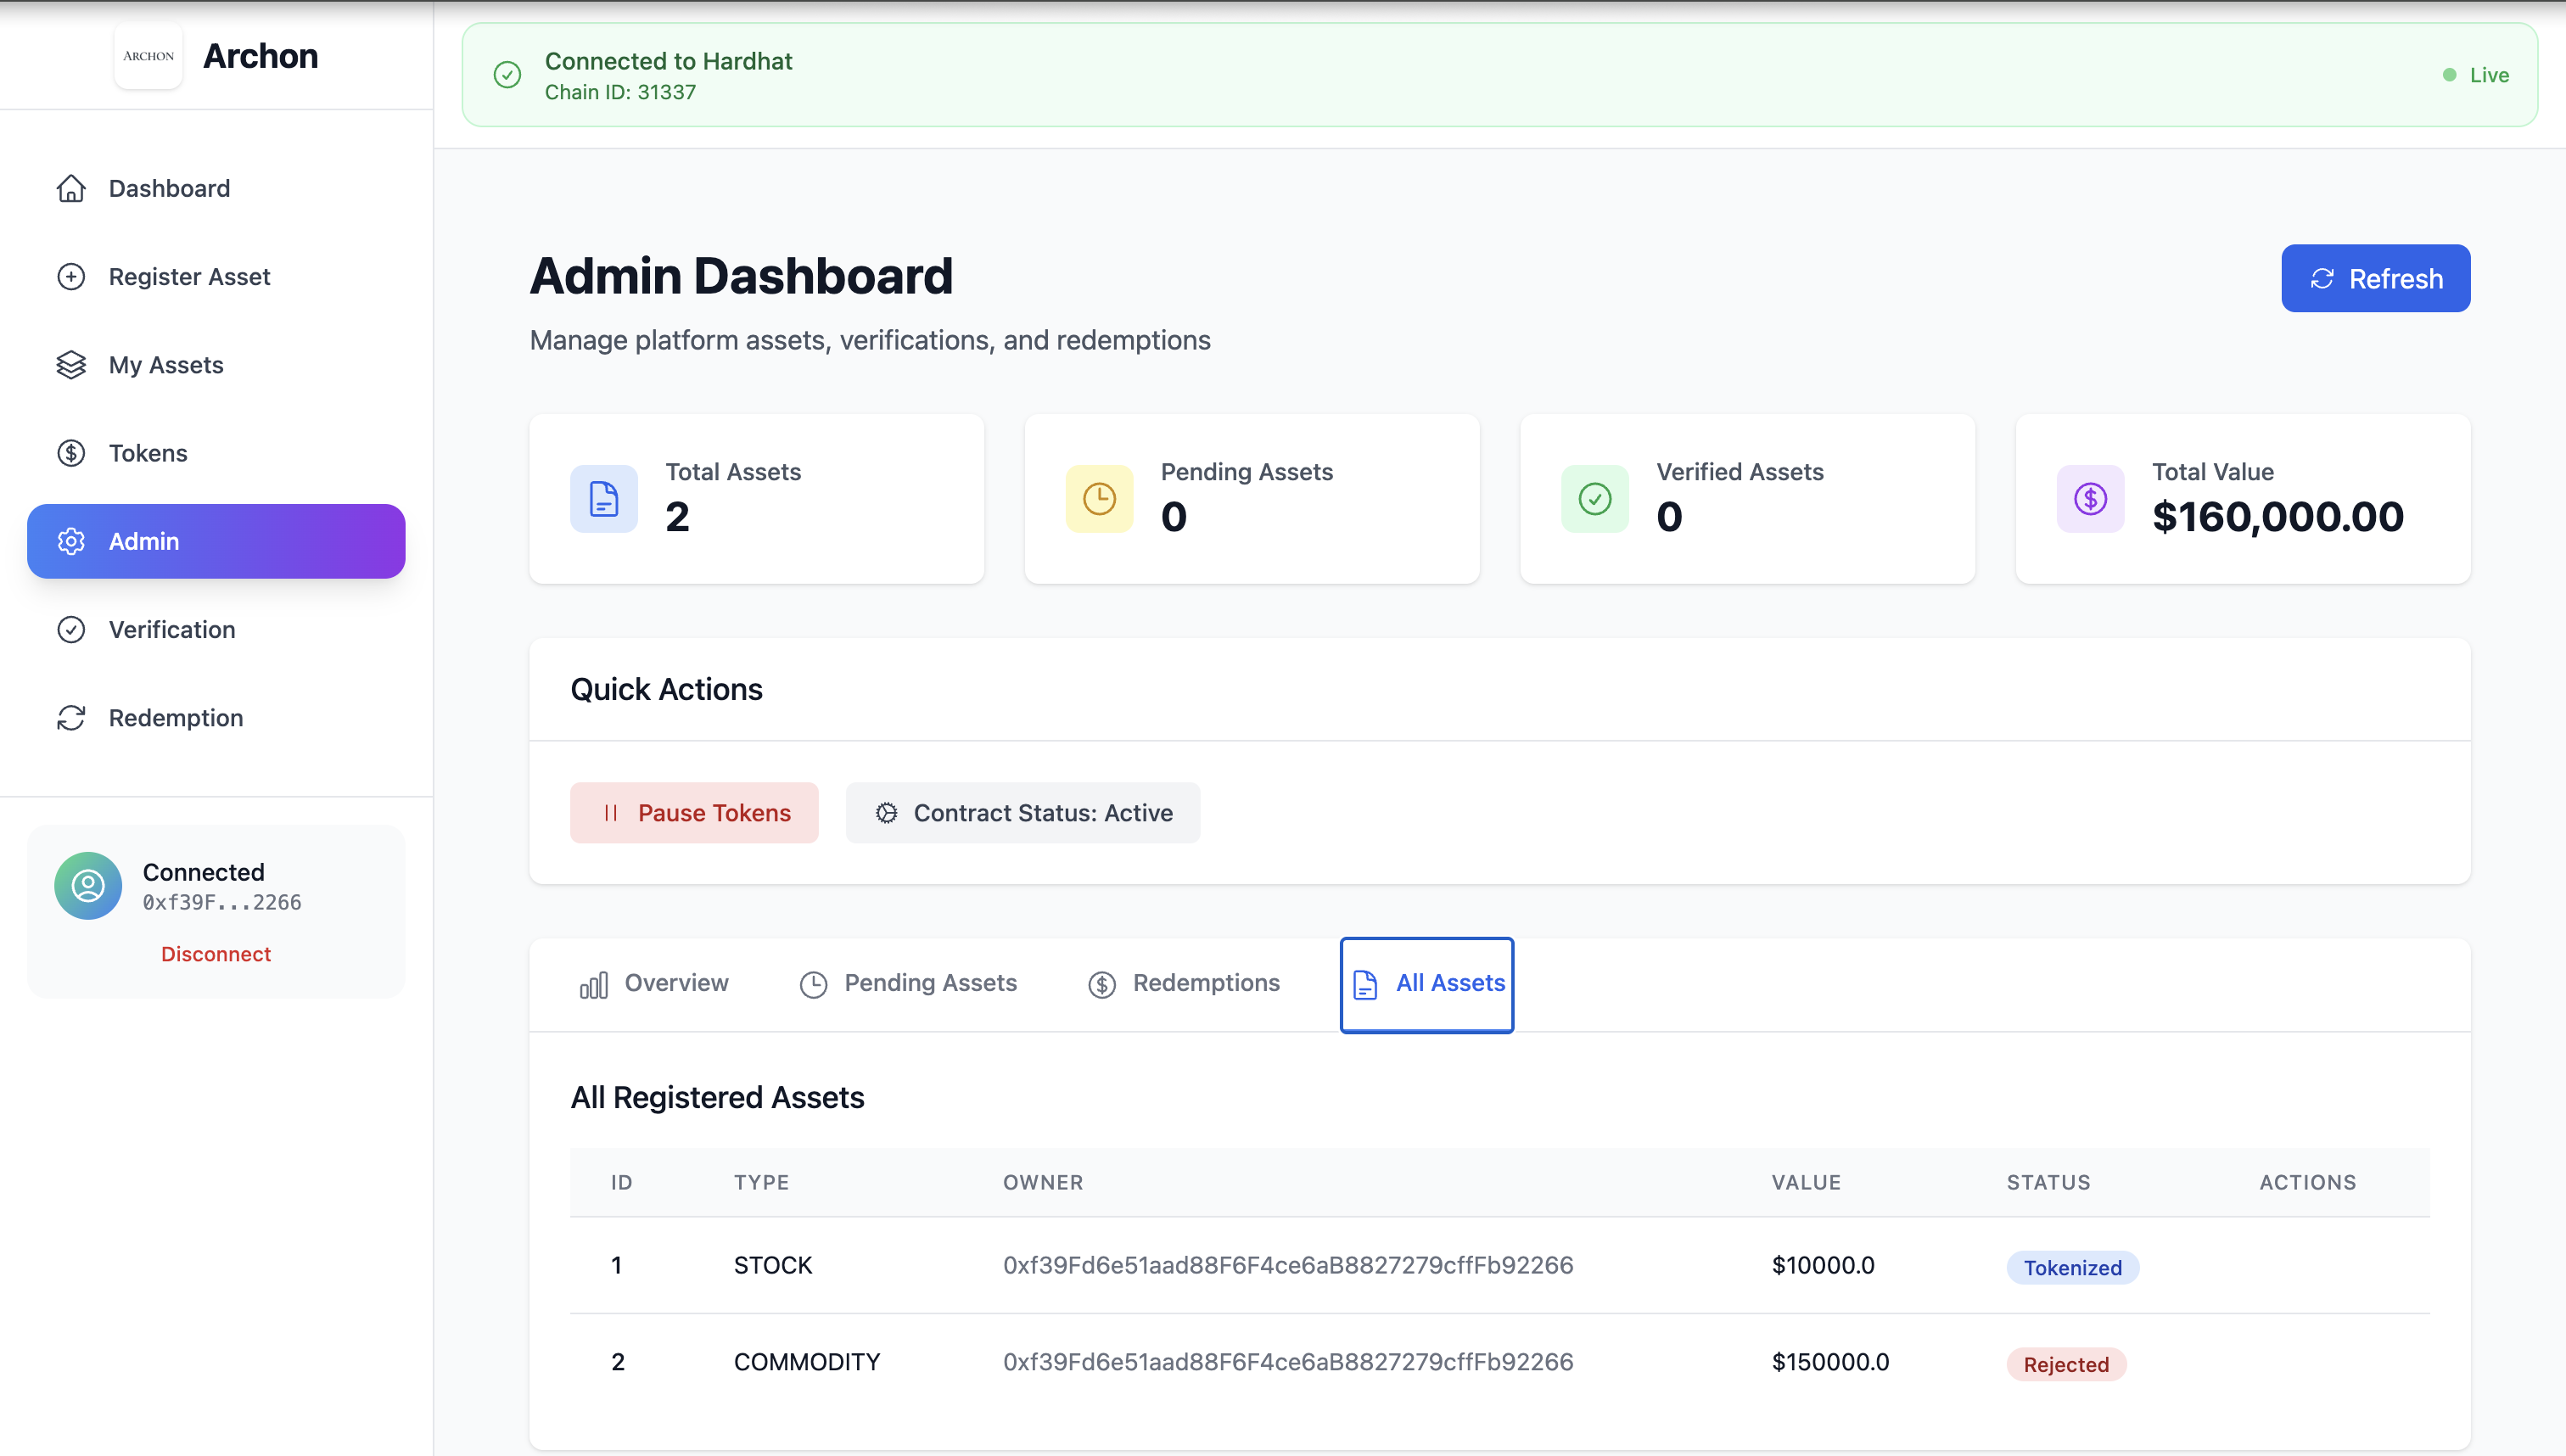 ARCHON
Archon
Dashboard
Register Asset
My Assets
Tokens
Admin
Verification
Redemption
Connected
0xf39F...2266
Disconnect
Connected to Hardhat
Chain ID: 31337
Live
Admin Dashboard
Manage platform assets, verifications, and redemptions
Refresh
Total Assets
2
Pending Assets
0
Verified Assets
0
Total Value
$160,000.00
Quick Actions
Pause Tokens
Contract Status: Active
Overview
Pending Assets
Redemptions
All Assets
All Registered Assets
ID TYPE OWNER VALUE STATUS ACTIONS
1 STOCK 0xf39Fd6e51aad88F6F4ce6aB8827279cffFb92266 $10000.0 Tokenized
2 COMMODITY 0xf39Fd6e51aad88F6F4ce6aB8827279cffFb92266 $150000.0 Rejected